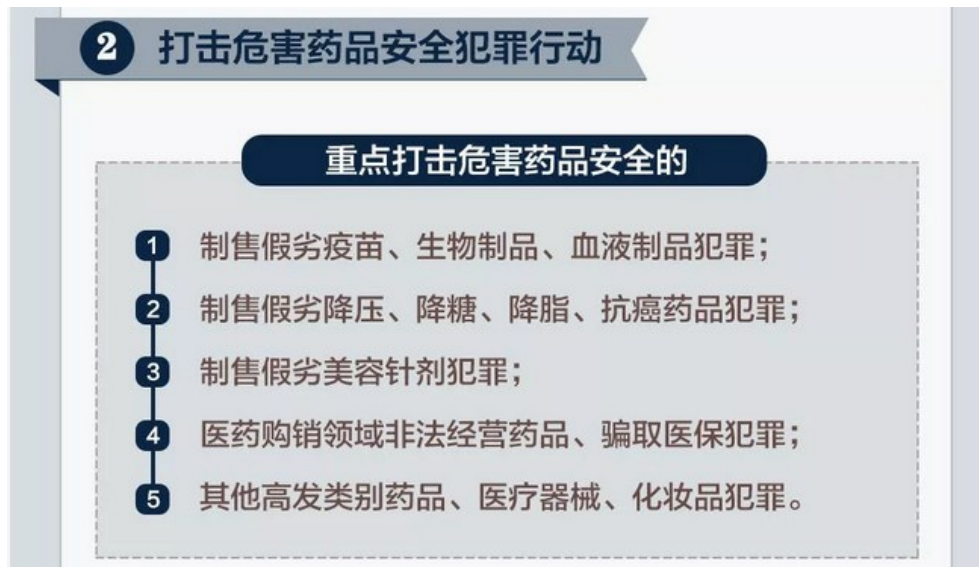 2 打击危害药品安全犯罪行动
重点打击危害药品安全的
1 制售假劣疫苗、生物制品、血液制品犯罪；
2 制售假劣降压、降糖、降脂、抗癌药品犯罪；
3 制售假劣美容针剂犯罪；
4 医药购销领域非法经营药品、骗取医保犯罪；
5 其他高发类别药品、医疗器械、化妆品犯罪。